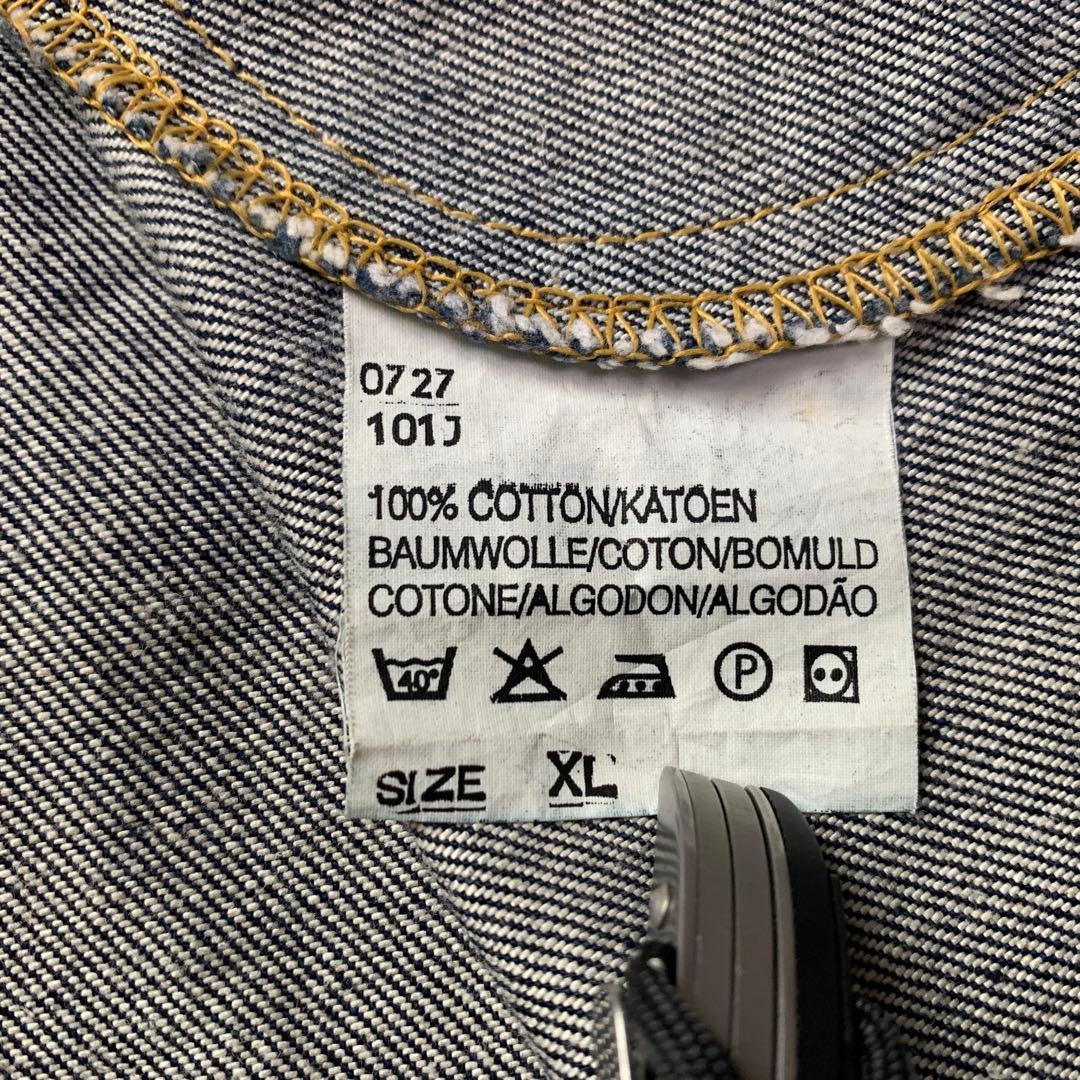 0727
101J
100% COTTON/KATOEN
BAUMWOLLE/COTON/BOMULD
COTONE/ALGODON/ALGODÃO
40° P
SIZE XL